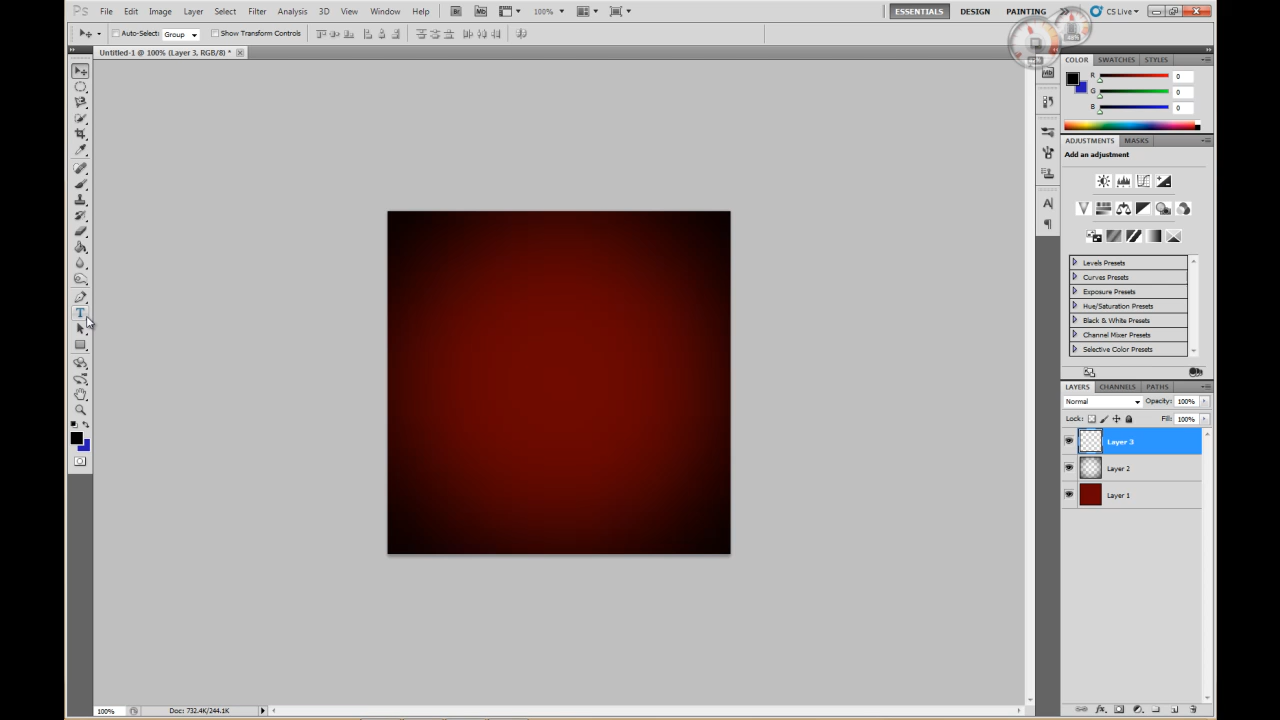 Ps File Edit Image Layer Select Filter Analysis 3D View Window Help Br Mb 100% ESSENTIALS DESIGN PAINTING >> CS Live
Auto-Select: Group Show Transform Controls
Untitled-1 @ 100% (Layer 3, RGB/8) *
COLOR SWATCHES STYLES
R 0
G 0
B 0
MB
ADJUSTMENTS MASKS
Add an adjustment
Levels Presets
Curves Presets
Exposure Presets
Hue/Saturation Presets
Black & White Presets
Channel Mixer Presets
Selective Color Presets
T
LAYERS CHANNELS PATHS
Normal Opacity: 100%
Lock: Fill: 100%
Layer 3
Layer 2
Layer 1
100% Doc: 732.4K/244.1K